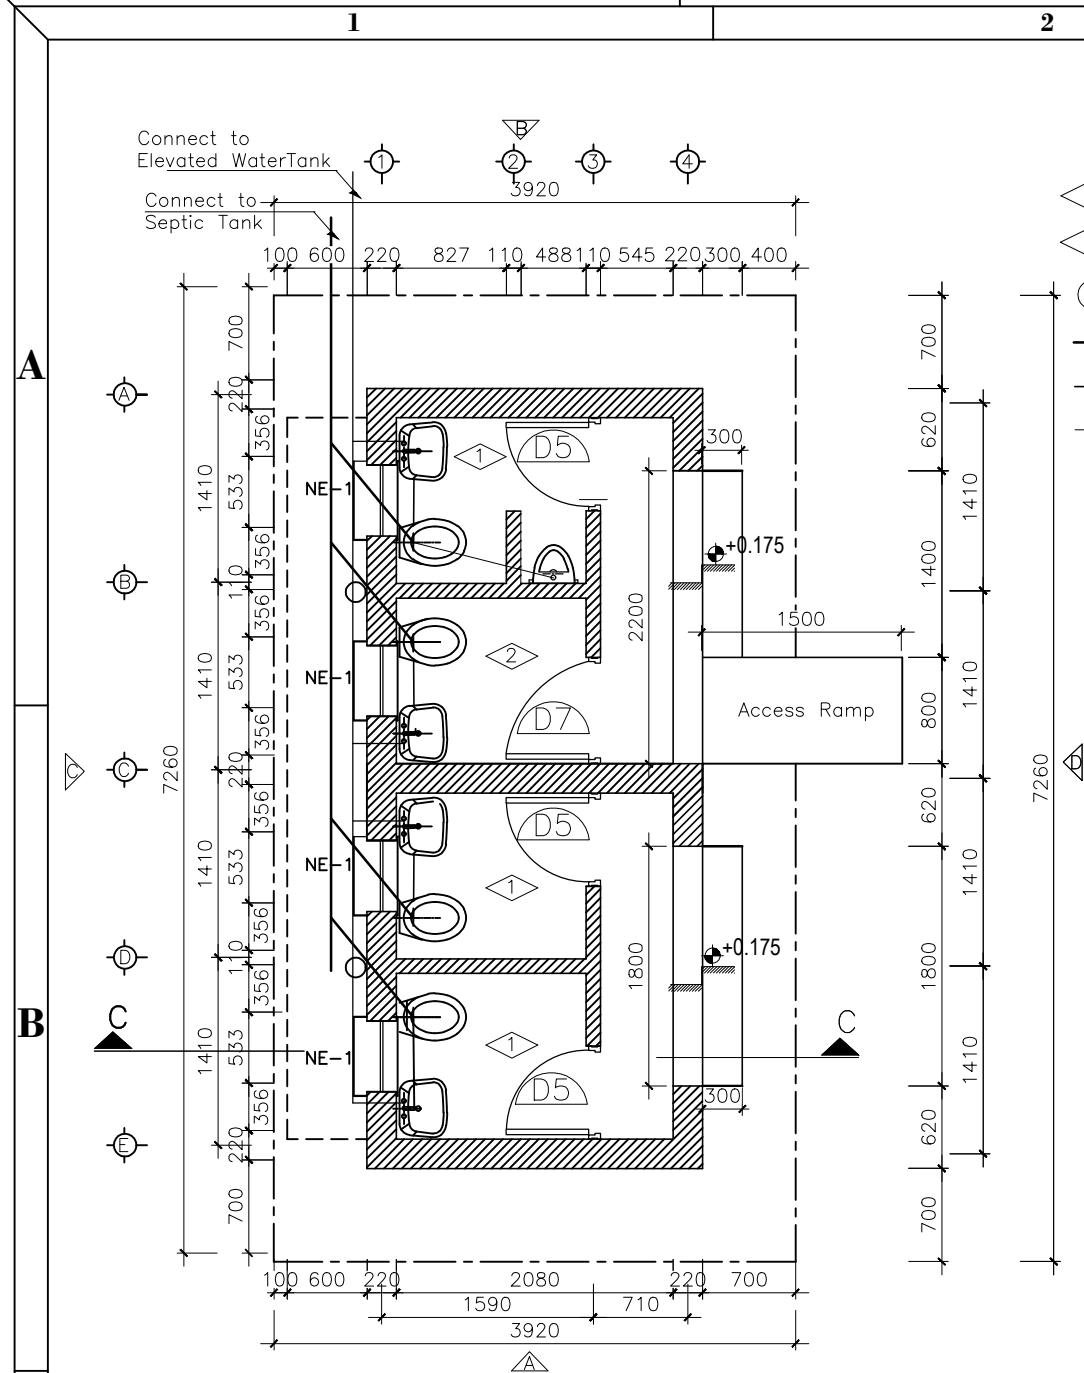 1
2
Connect to
Elevated WaterTank
Connect to
Septic Tank
B
1
2
3
4
3920
100
600
220
827
110
488
110
545
220
300
400
A
B
A
B
C
D
E
C
D
7260
1410
1410
1410
1410
700
220
356
533
356
110
356
533
356
220
356
533
356
110
356
533
356
220
700
NE-1
NE-1
NE-1
NE-1
1
D5
2
D7
D5
1
1
D5
2200
1800
300
+0.175
1500
Access Ramp
+0.175
300
C
C
700
620
1400
800
620
1800
620
700
1410
1410
1410
1410
7260
100
600
220
2080
220
700
1590
710
3920
A